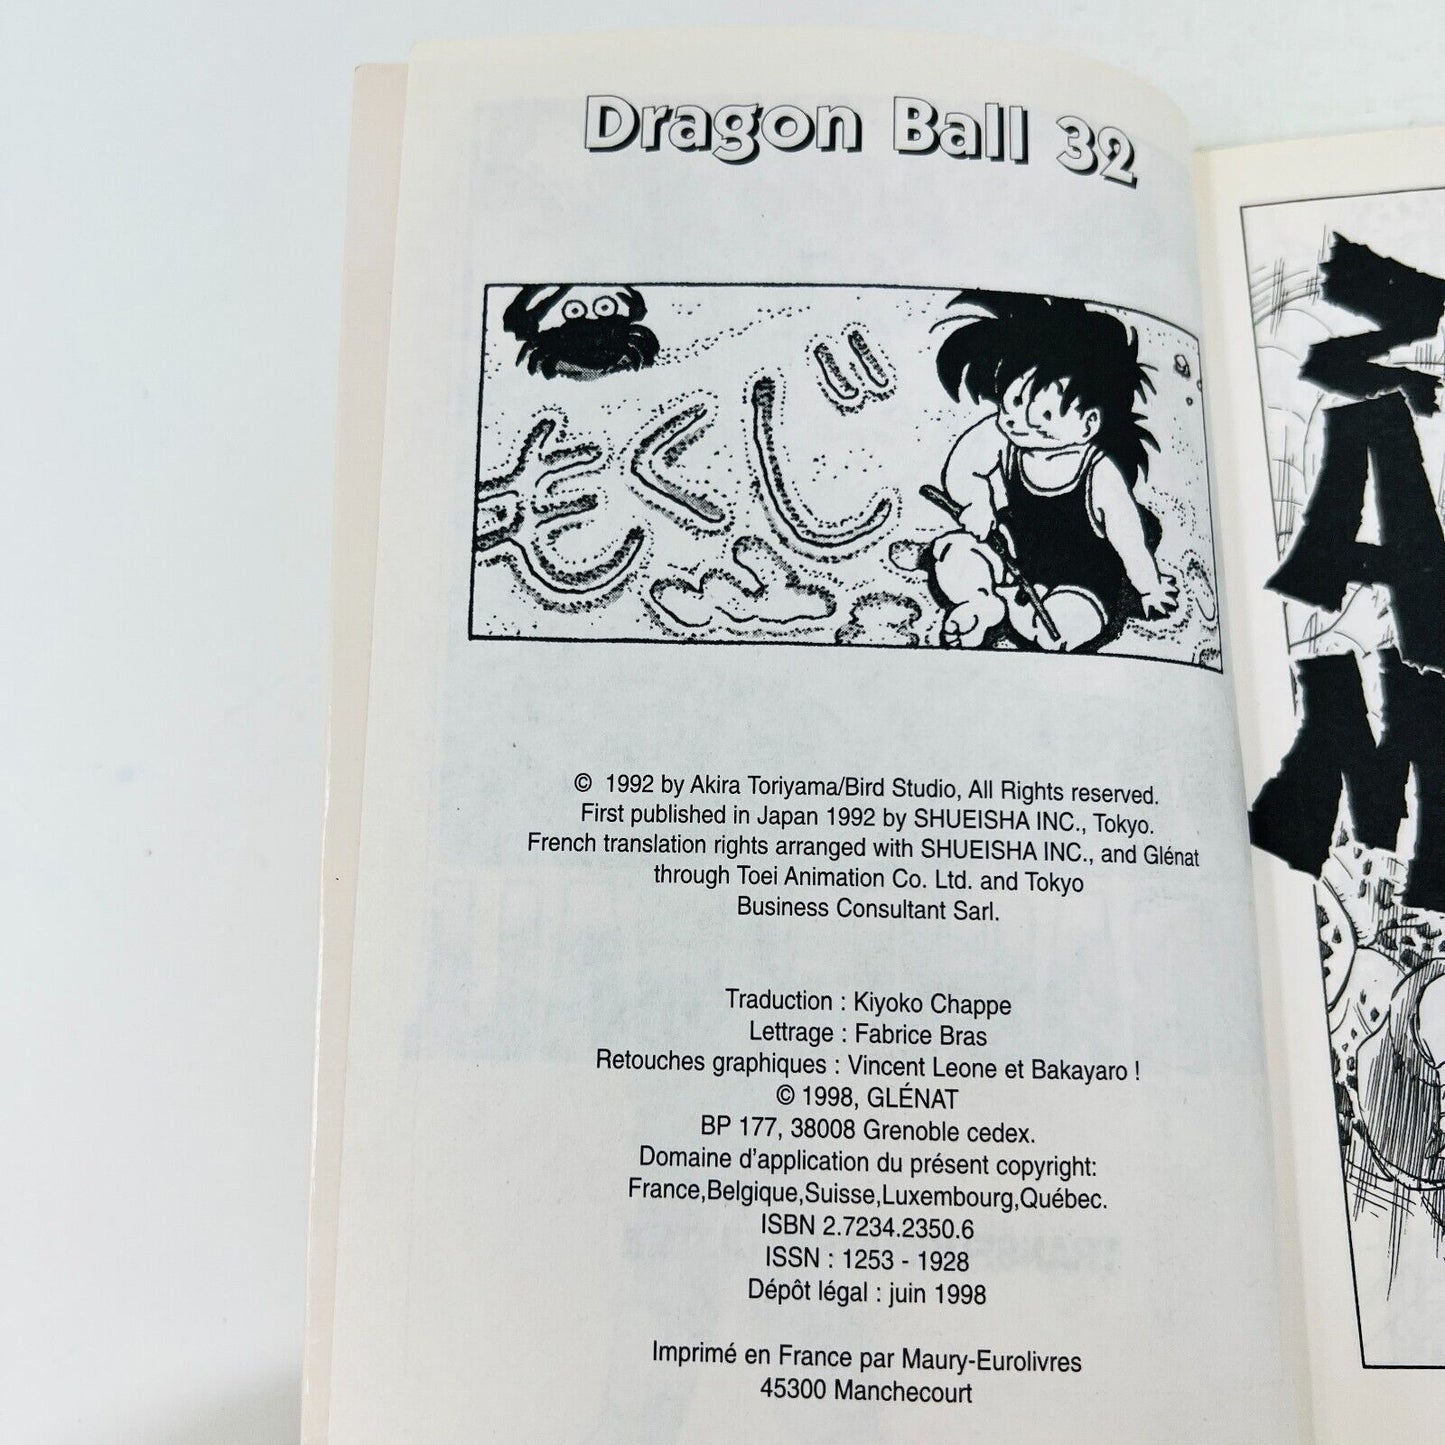 Dragon Ball 32
© 1992 by Akira Toriyama/Bird Studio, All Rights reserved.
First published in Japan 1992 by SHUEISHA INC., Tokyo.
French translation rights arranged with SHUEISHA INC., and Glénat
through Toei Animation Co. Ltd. and Tokyo
Business Consultant Sarl.
Traduction : Kiyoko Chappe
Lettrage : Fabrice Bras
Retouches graphiques : Vincent Leone et Bakayaro !
© 1998, GLÉNAT
BP 177, 38008 Grenoble cedex.
Domaine d'application du présent copyright:
France,Belgique,Suisse,Luxembourg,Québec.
ISBN 2.7234.2350.6
ISSN : 1253 - 1928
Dépôt légal : juin 1998
Imprimé en France par Maury-Eurolivres
45300 Manchecourt